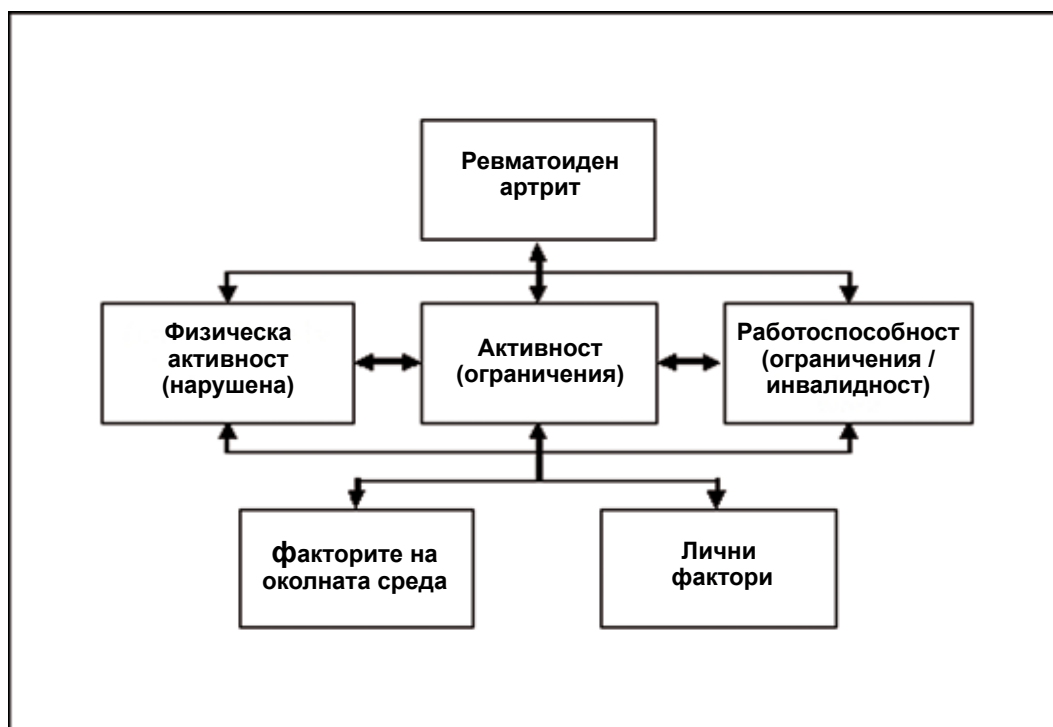 Ревматоиден
артрит
Физическа
активност
(нарушена)
Активност
(ограничения)
Работоспособност
(ограничения /
инвалидност)
факторите на
околната среда
Лични
фактори